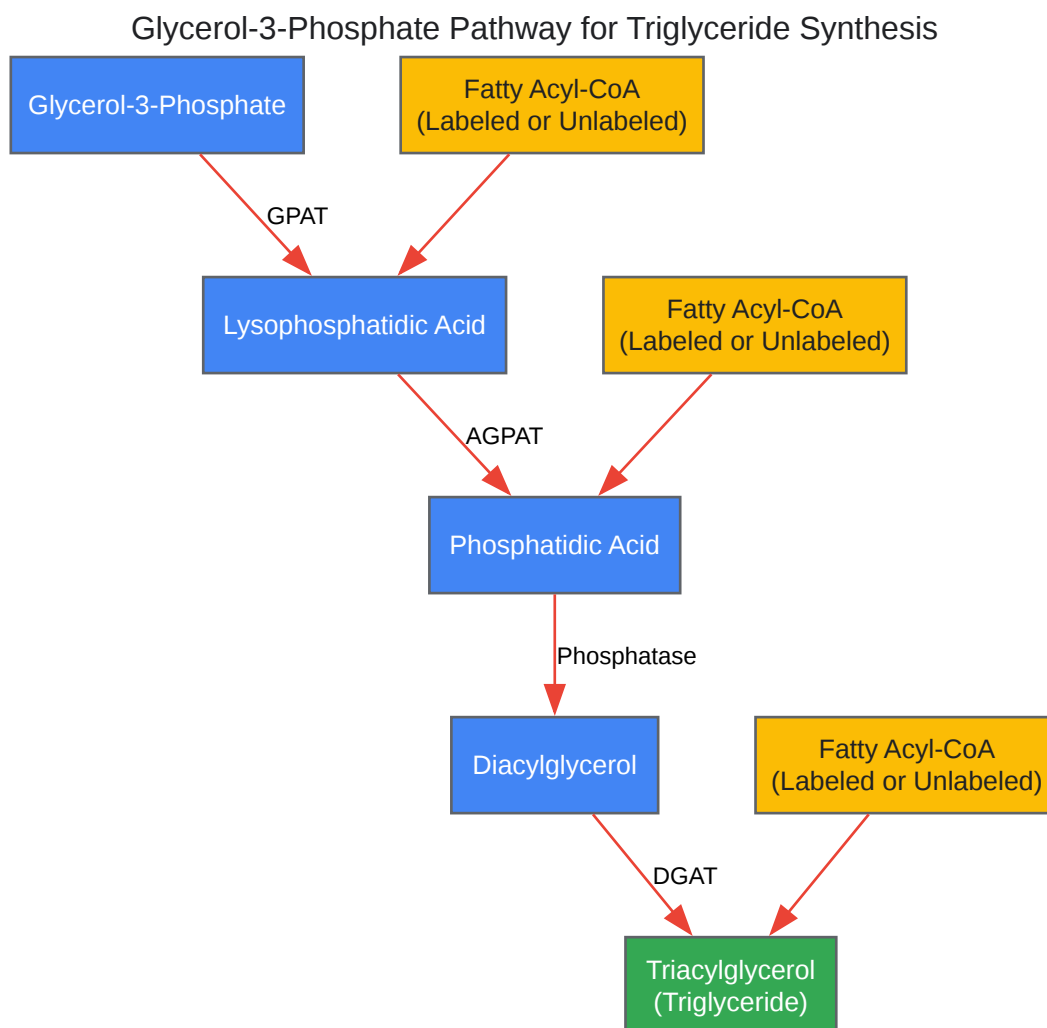 Glycerol-3-Phosphate Pathway for Triglyceride Synthesis
Glycerol-3-Phosphate
Fatty Acyl-CoA
(Labeled or Unlabeled)
GPAT
Lysophosphatidic Acid
Fatty Acyl-CoA
(Labeled or Unlabeled)
AGPAT
Phosphatidic Acid
Phosphatase
Diacylglycerol
Fatty Acyl-CoA
(Labeled or Unlabeled)
DGAT
Triacylglycerol
(Triglyceride)